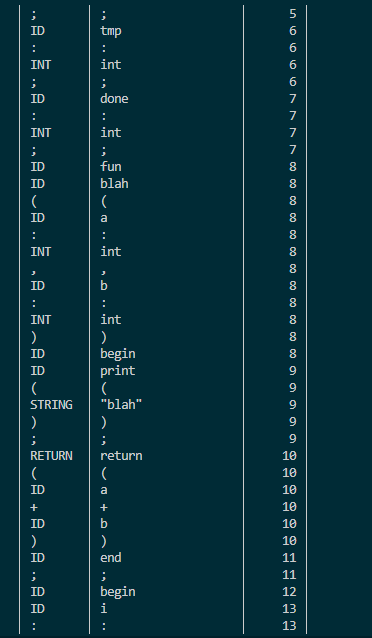 ; ; 5
ID tmp 6
: : 6
INT int 6
; ; 6
ID done 7
: : 7
INT int 7
; ; 7
ID fun 8
ID blah 8
( ( 8
ID a 8
: : 8
INT int 8
, , 8
ID b 8
: : 8
INT int 8
) ) 8
ID begin 8
ID print 9
( ( 9
STRING "blah" 9
) ) 9
; ; 9
RETURN return 10
( ( 10
ID a 10
+ + 10
ID b 10
) ) 10
ID end 11
; ; 11
ID begin 12
ID i 13
: : 13